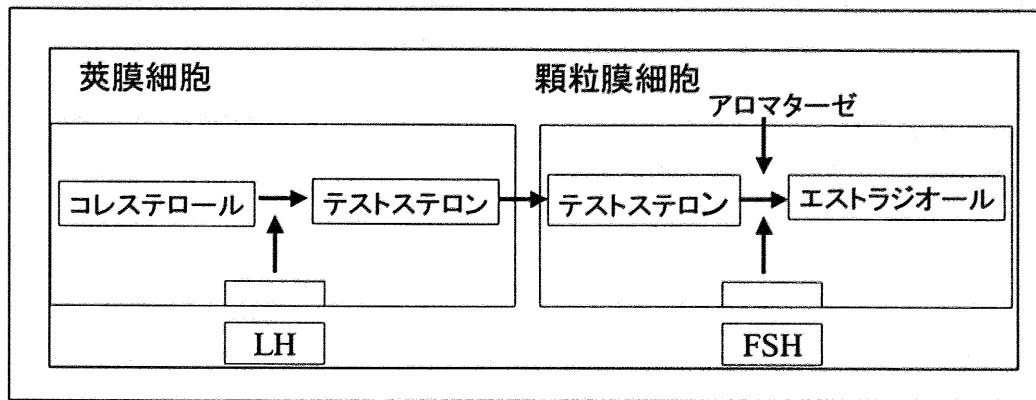 莢膜細胞
顆粒膜細胞
アロマターゼ
コレステロール
テストステロン
テストステロン
エストラジオール
LH
FSH